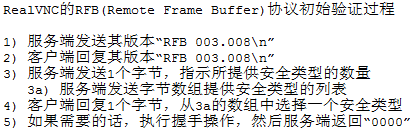 RealVNC的RFB(Remote Frame Buffer)协议初始验证过程
1) 服务端发送其版本“RFB 003.008\n”
2) 客户端回复其版本“RFB 003.008\n”
3) 服务端发送1个字节，指示所提供安全类型的数量
3a) 服务端发送字节数组提供安全类型的列表
4) 客户端回复1个字节，从3a的数组中选择一个安全类型
5) 如果需要的话，执行握手操作，然后服务端返回“0000”